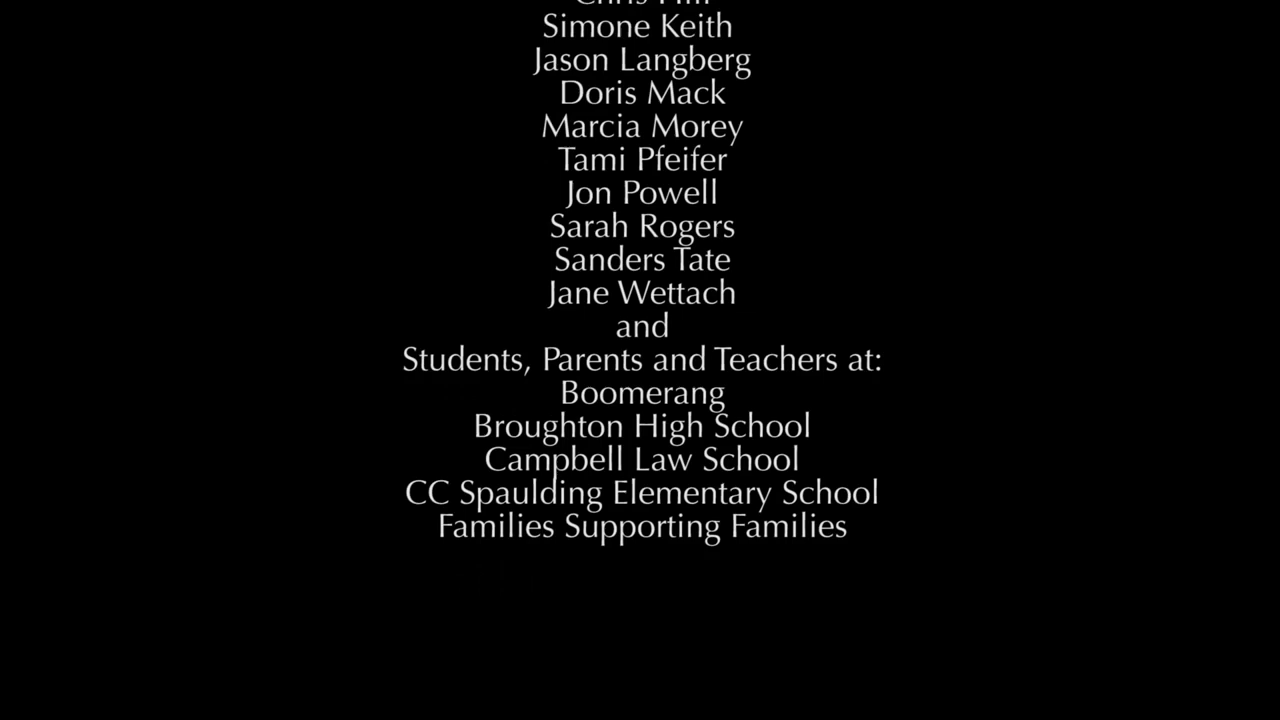 Simone Keith
Jason Langberg
Doris Mack
Marcia Morey
Tami Pfeifer
Jon Powell
Sarah Rogers
Sanders Tate
Jane Wettach
and
Students, Parents and Teachers at:
Boomerang
Broughton High School
Campbell Law School
CC Spaulding Elementary School
Families Supporting Families